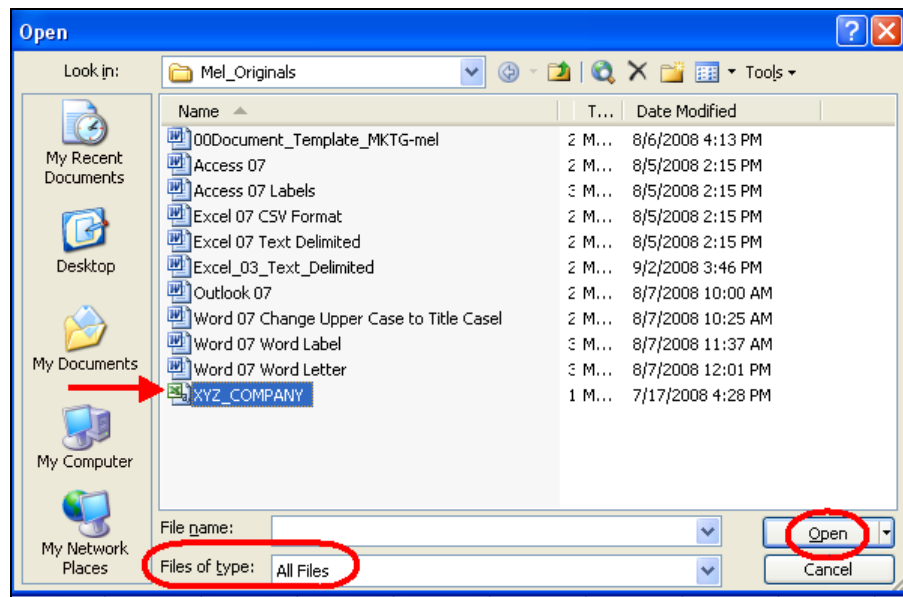 Open
Look in: Mel_Originals Tools
Name T... Date Modified
00Document_Template_MKTG-mel 2 M... 8/6/2008 4:13 PM
Access 07 2 M... 8/5/2008 2:15 PM
Access 07 Labels 3 M... 8/5/2008 2:15 PM
Excel 07 CSV Format 2 M... 8/5/2008 2:15 PM
Excel 07 Text Delimited 2 M... 8/5/2008 2:15 PM
Excel_03_Text_Delimited 2 M... 9/2/2008 3:46 PM
Outlook 07 2 M... 8/7/2008 10:00 AM
Word 07 Change Upper Case to Title Casel 2 M... 8/7/2008 10:25 AM
Word 07 Word Label 3 M... 8/7/2008 11:37 AM
Word 07 Word Letter 3 M... 8/7/2008 12:01 PM
XYZ_COMPANY 1 M... 7/17/2008 4:28 PM
My Recent
Documents
Desktop
My Documents
My Computer
My Network
Places
File name: Open
Files of type: All Files Cancel